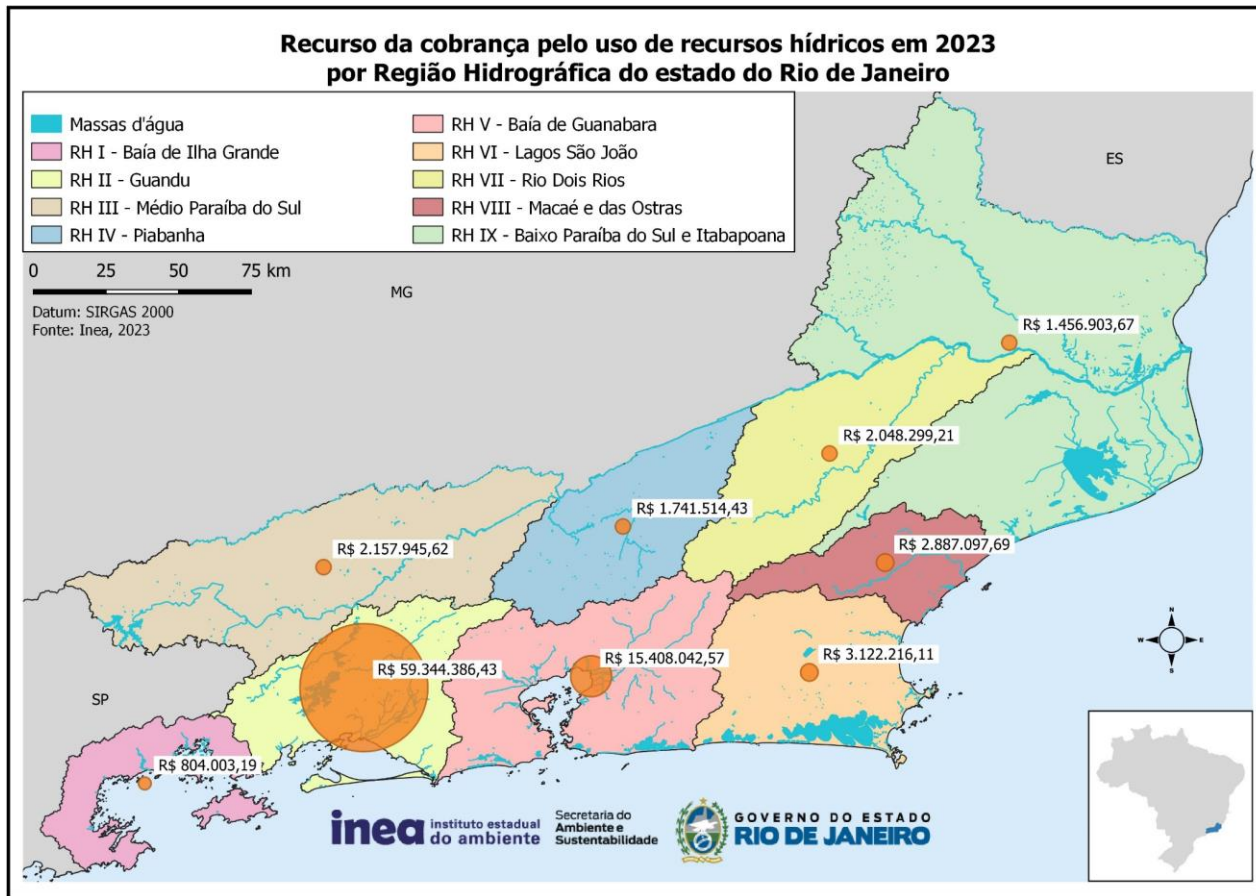 Recurso da cobrança pelo uso de recursos hídricos em 2023
por Região Hidrográfica do estado do Rio de Janeiro
Massas d'água
RH I - Baía de Ilha Grande
RH II - Guandu
RH III - Médio Paraíba do Sul
RH IV - Piabanha
RH V - Baía de Guanabara
RH VI - Lagos São João
RH VII - Rio Dois Rios
RH VIII - Macaé e das Ostras
RH IX - Baixo Paraíba do Sul e Itabapoana
ES
0 25 50 75 km
MG
Datum: SIRGAS 2000
Fonte: Inea, 2023
R$ 1.456.903,67
R$ 2.048.299,21
R$ 1.741.514,43
R$ 2.157.945,62
R$ 2.887.097,69
R$ 59.344.386,43
R$ 15.408.042,57
R$ 3.122.216,11
N
W E
S
SP
R$ 804.003,19
inea instituto estadual
do ambiente
Secretaria do
Ambiente e
Sustentabilidade
GOVERNO DO ESTADO
RIO DE JANEIRO